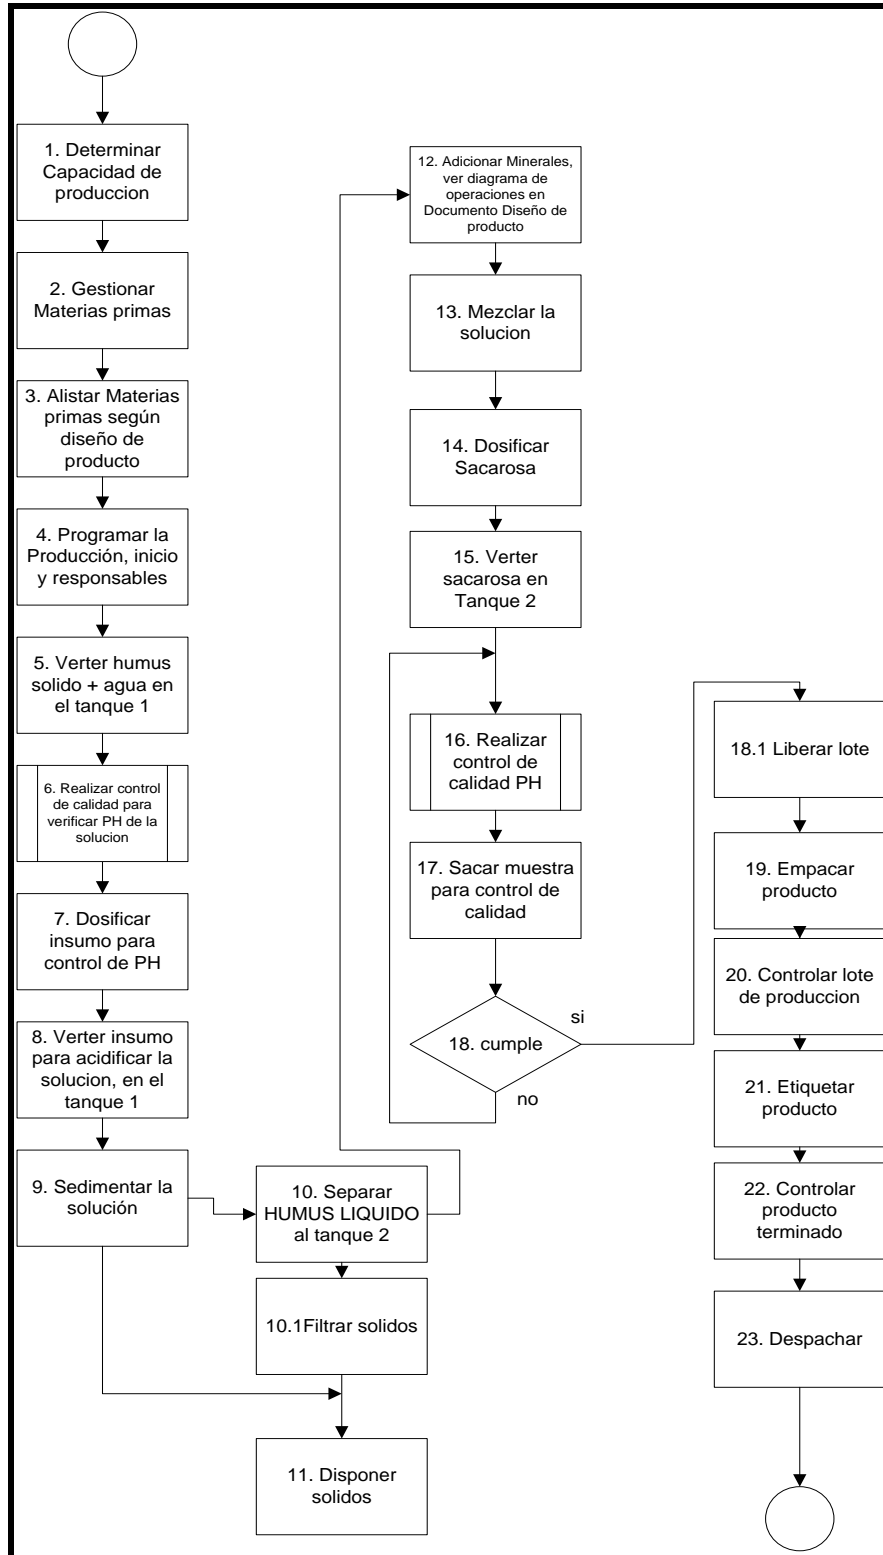 1. Determinar
Capacidad de
produccion
2. Gestionar
Materias primas
3. Alistar Materias
primas según
diseño de
producto
4. Programar la
Producción, inicio
y responsables
5. Verter humus
solido + agua en
el tanque 1
6. Realizar control
de calidad para
verificar PH de la
solucion
7. Dosificar
insumo para
control de PH
8. Verter insumo
para acidificar la
solucion, en el
tanque 1
9. Sedimentar la
solución
10. Separar
HUMUS LIQUIDO
al tanque 2
10.1Filtrar solidos
11. Disponer
solidos
12. Adicionar Minerales,
ver diagrama de
operaciones en
Documento Diseño de
producto
13. Mezclar la
solucion
14. Dosificar
Sacarosa
15. Verter
sacarosa en
Tanque 2
16. Realizar
control de
calidad PH
17. Sacar muestra
para control de
calidad
18. cumple
si
no
18.1 Liberar lote
19. Empacar
producto
20. Controlar lote
de produccion
21. Etiquetar
producto
22. Controlar
producto
terminado
23. Despachar